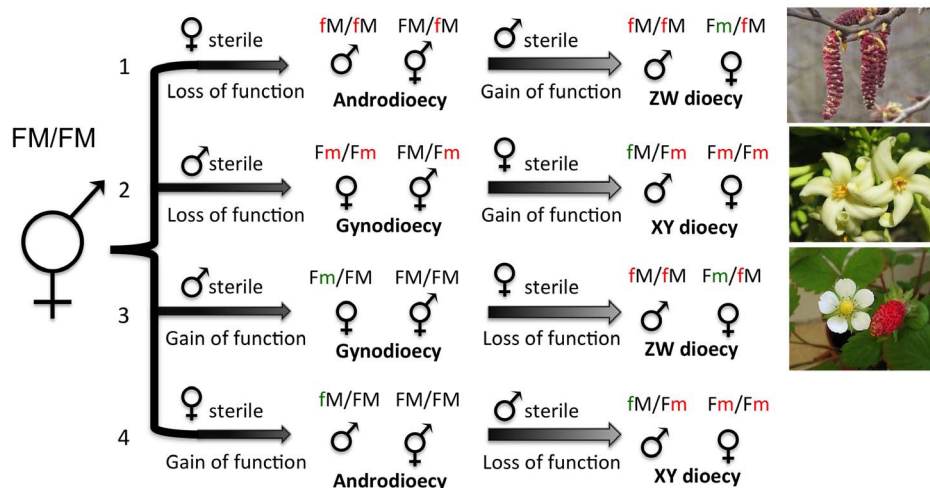 FM/FM
1
♀ sterile
Loss of function
fM/fM FM/fM
♂ ⚥
Androdioecy
♂ sterile
Gain of function
fM/fM Fm/fM
♂ ♀
ZW dioecy
2
♂ sterile
Loss of function
Fm/Fm FM/Fm
♀ ⚥
Gynodioecy
♀ sterile
Gain of function
fM/Fm Fm/Fm
♂ ♀
XY dioecy
3
♂ sterile
Gain of function
Fm/FM FM/FM
♀ ⚥
Gynodioecy
♀ sterile
Loss of function
fM/fM Fm/fM
♂ ♀
ZW dioecy
4
♀ sterile
Gain of function
fM/FM FM/FM
♂ ⚥
Androdioecy
♂ sterile
Loss of function
fM/Fm Fm/Fm
♂ ♀
XY dioecy